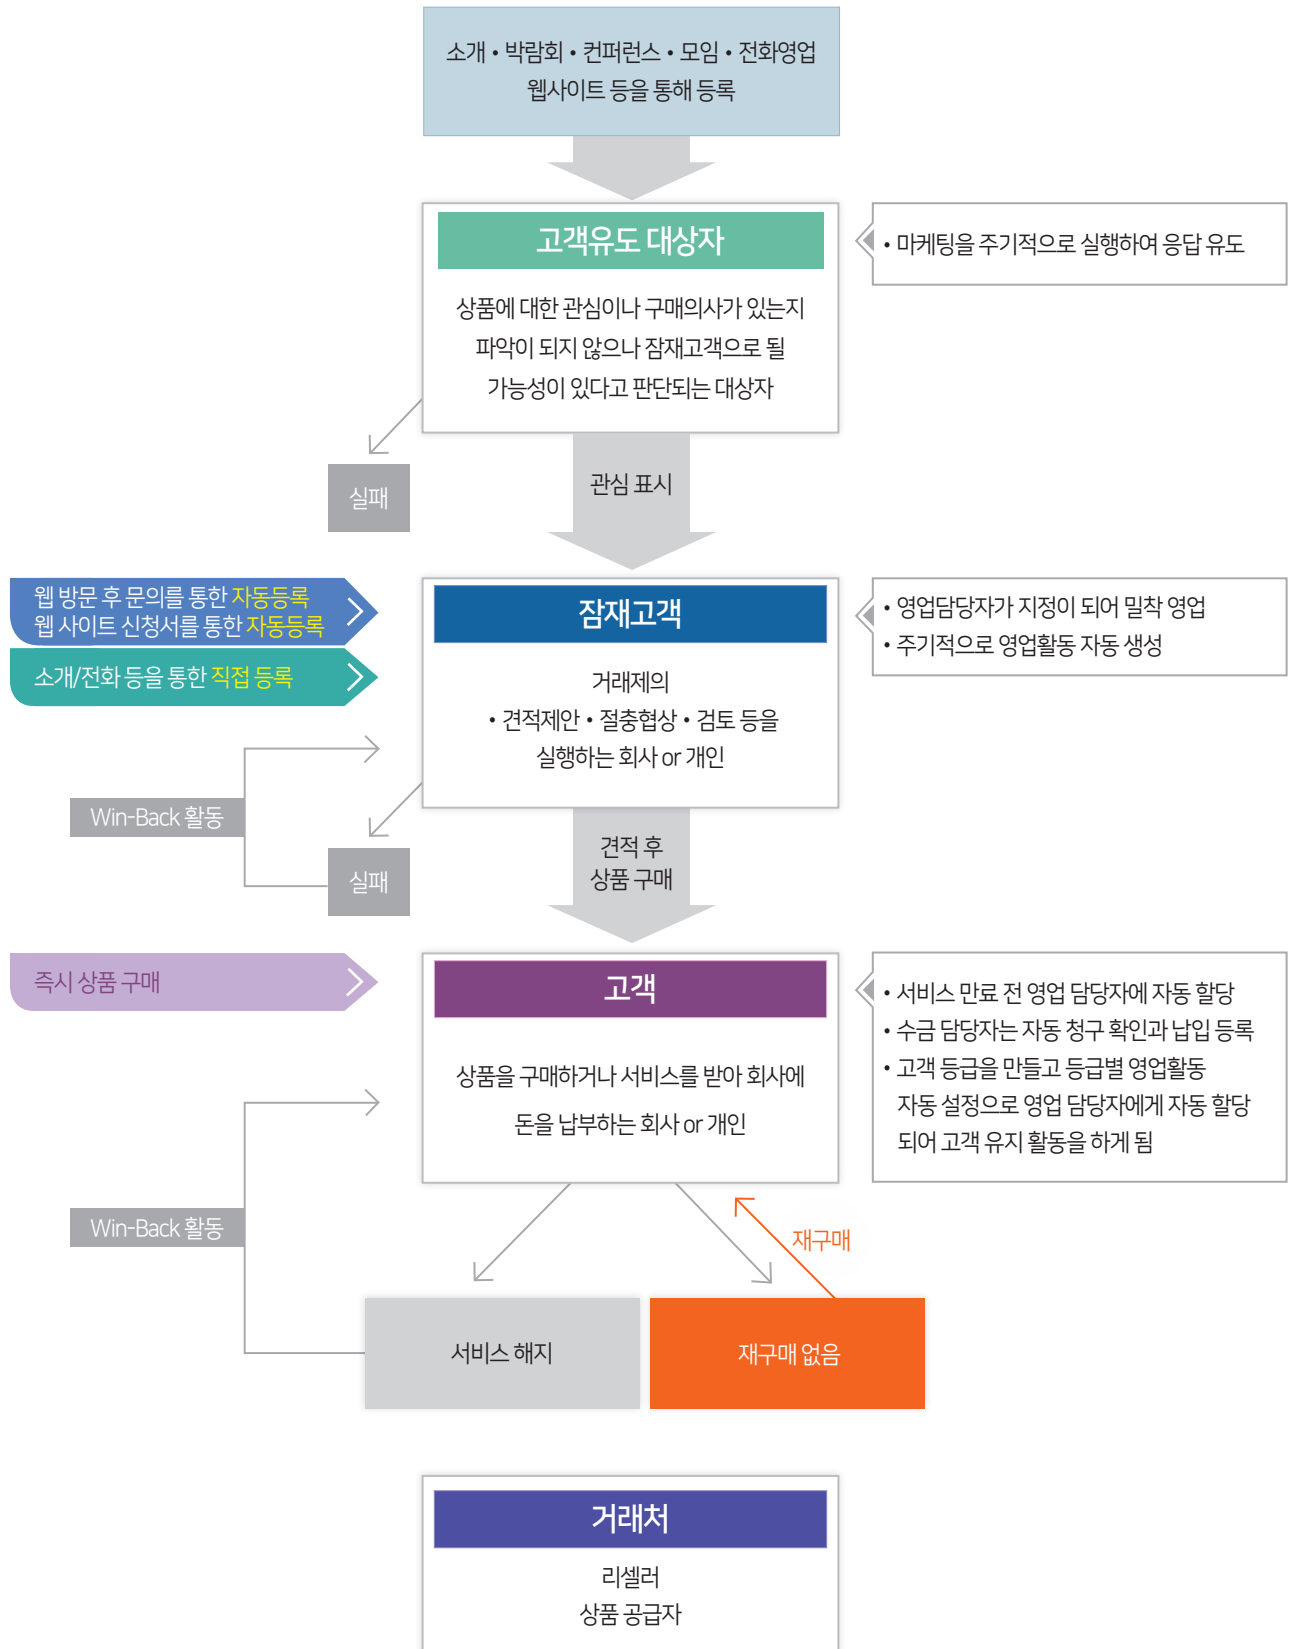 소개 • 박람회 • 컨퍼런스 • 모임 • 전화영업
웹사이트 등을 통해 등록
고객유도 대상자
상품에 대한 관심이나 구매의사가 있는지
파악이 되지 않으나 잠재고객으로 될
가능성이 있다고 판단되는 대상자
• 마케팅을 주기적으로 실행하여 응답 유도
실패
관심 표시
웹 방문 후 문의를 통한 자동등록
웹 사이트 신청서를 통한 자동등록
소개/전화 등을 통한 직접 등록
잠재고객
거래제의
• 견적제안 • 절충협상 • 검토 등을
실행하는 회사 or 개인
• 영업담당자가 지정이 되어 밀착 영업
• 주기적으로 영업활동 자동 생성
Win-Back 활동
실패
견적 후
상품 구매
즉시 상품 구매
고객
상품을 구매하거나 서비스를 받아 회사에
돈을 납부하는 회사 or 개인
• 서비스 만료 전 영업 담당자에 자동 할당
• 수금 담당자는 자동 청구 확인과 납입 등록
• 고객 등급을 만들고 등급별 영업활동
자동 설정으로 영업 담당자에게 자동 할당
되어 고객 유지 활동을 하게 됨
Win-Back 활동
재구매
서비스 해지
재구매 없음
거래처
리셀러
상품 공급자